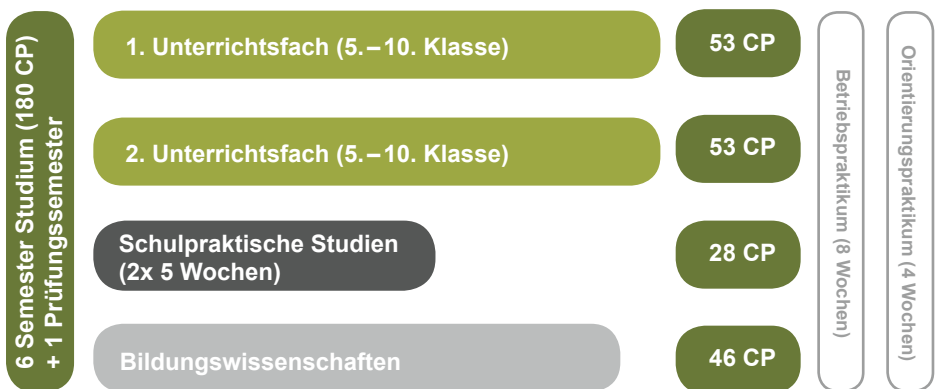 6 Semester Studium (180 CP)
+ 1 Prüfungssemester
1. Unterrichtsfach (5.–10. Klasse)
53 CP
2. Unterrichtsfach (5.–10. Klasse)
53 CP
Schulpraktische Studien
(2x 5 Wochen)
28 CP
Bildungswissenschaften
46 CP
Betriebspraktikum (8 Wochen)
Orientierungspraktikum (4 Wochen)